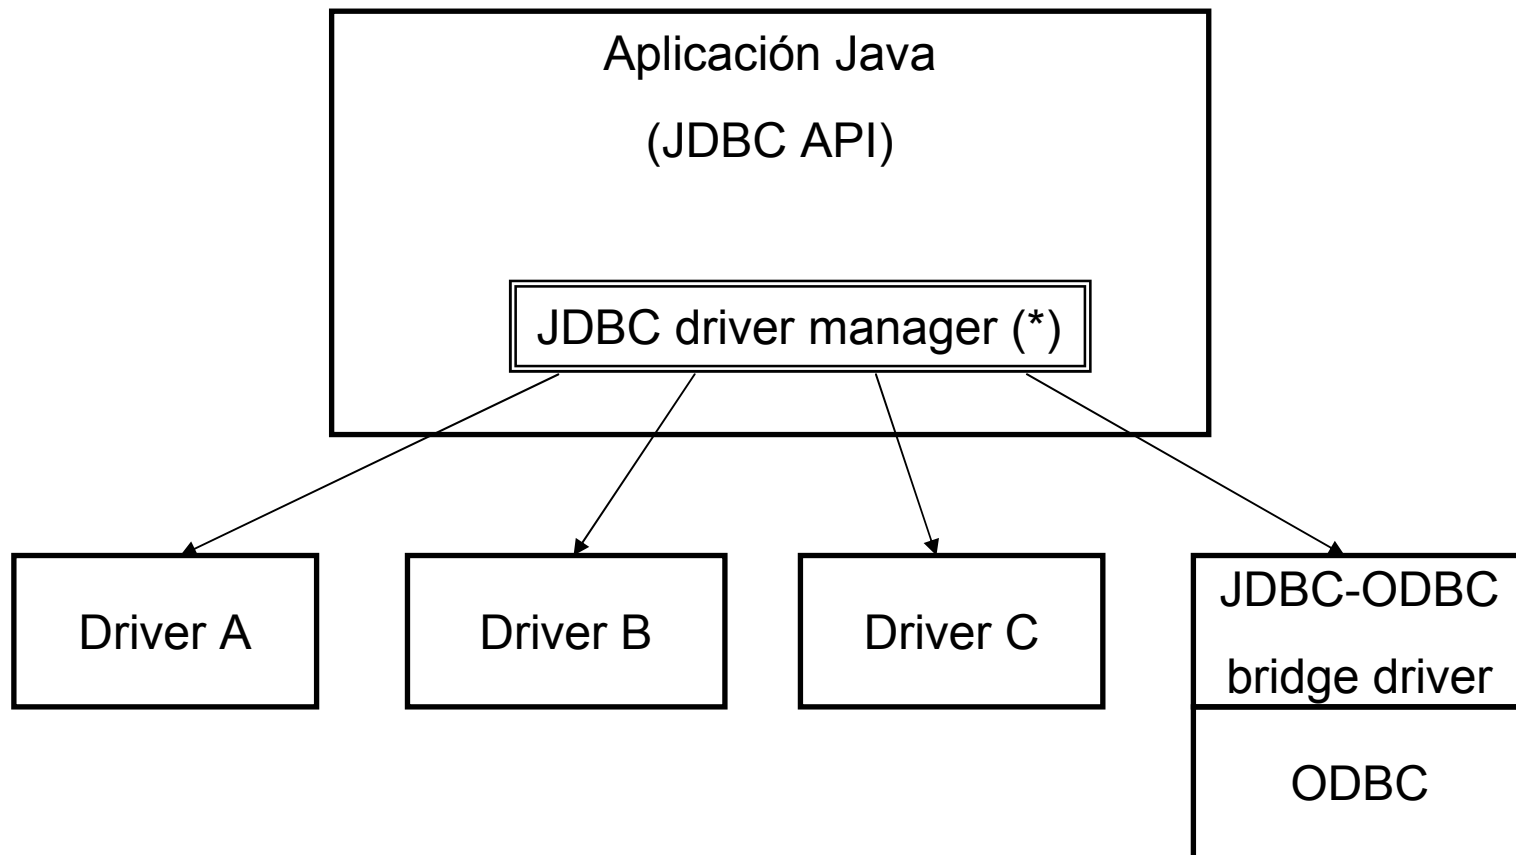 Aplicación Java
(JDBC API)
JDBC driver manager (*)
Driver A
Driver B
Driver C
JDBC-ODBC
bridge driver
ODBC